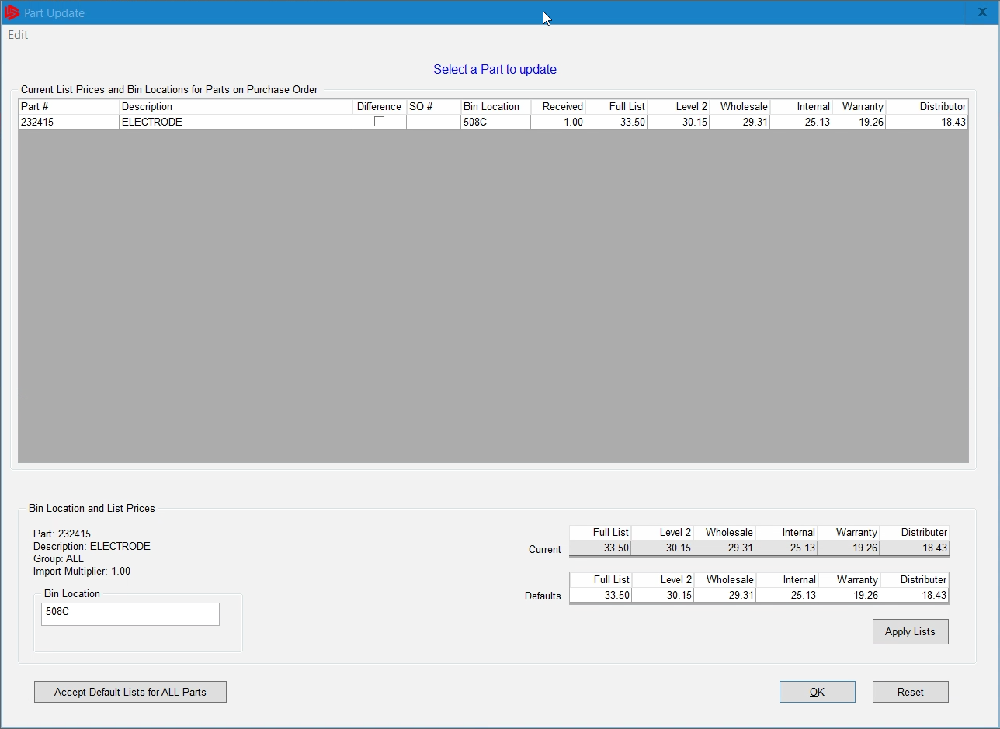 Part Update
x
Edit
Select a Part to update
Current List Prices and Bin Locations for Parts on Purchase Order
Part # Description Difference SO # Bin Location Received Full List Level 2 Wholesale Internal Warranty Distributor
232415 ELECTRODE 508C 1.00 33.50 30.15 29.31 25.13 19.26 18.43
Bin Location and List Prices
Part: 232415
Description: ELECTRODE
Group: ALL
Import Multiplier: 1.00
Bin Location
508C
Full List Level 2 Wholesale Internal Warranty Distributer
Current 33.50 30.15 29.31 25.13 19.26 18.43
Full List Level 2 Wholesale Internal Warranty Distributer
Defaults 33.50 30.15 29.31 25.13 19.26 18.43
Apply Lists
Accept Default Lists for ALL Parts OK Reset